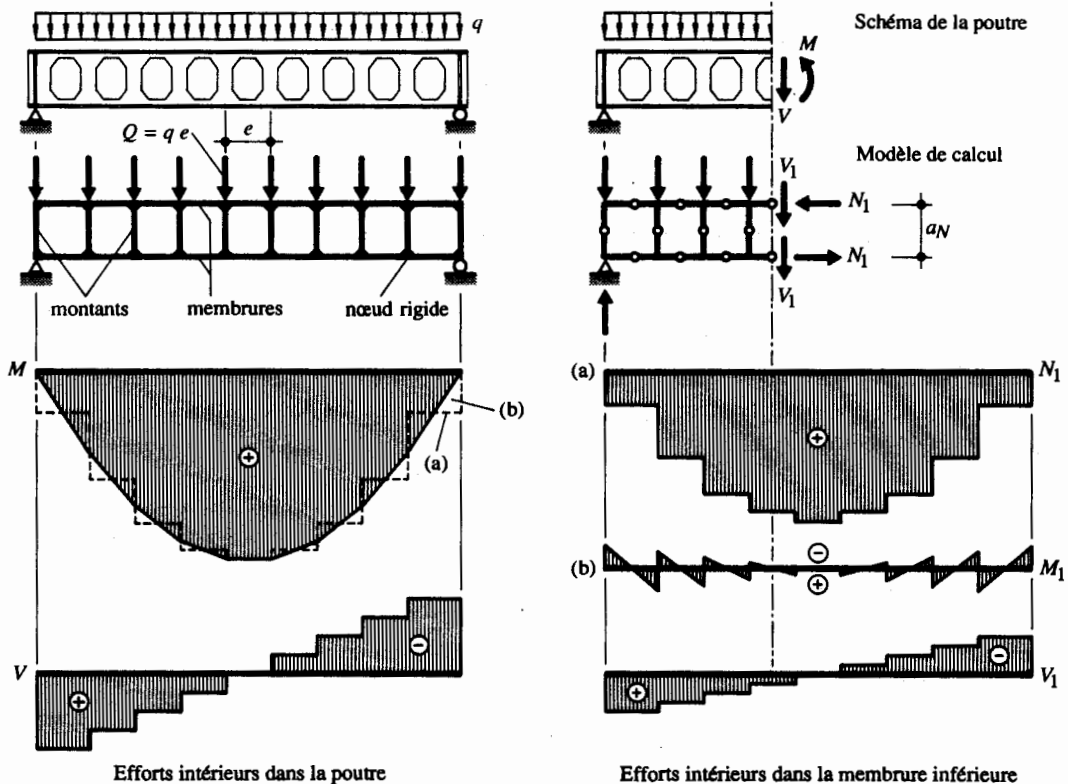 q
Q = q e
e
montants
membrures
nœud rigide
M
(b)
(a)
+
V
+
−
Efforts intérieurs dans la poutre
Schéma de la poutre
M
V
Modèle de calcul
V1
N1
aN
N1
V1
(a)
N1
+
(b)
−
+
M1
+
−
V1
Efforts intérieurs dans la membrure inférieure